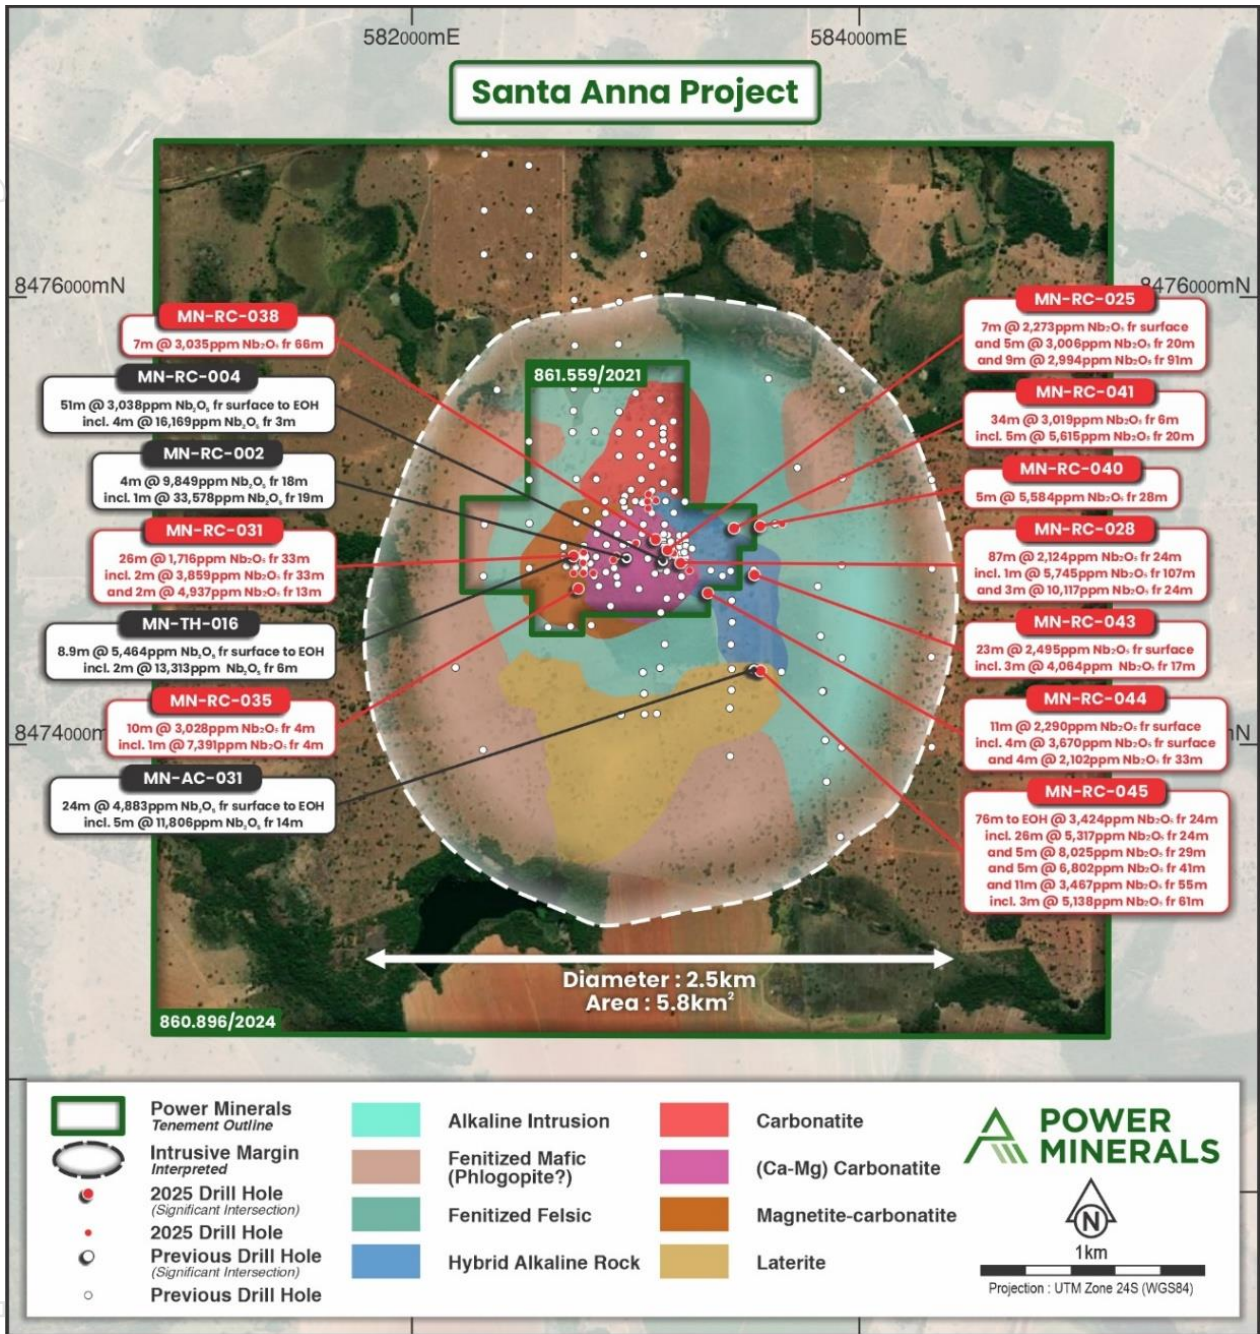 582000mE
584000mE
Santa Anna Project
8476000mN
8476000mN
MN-RC-038
7m @ 3,035ppm Nb₂O₅ fr 66m
MN-RC-004
51m @ 3,038ppm Nb₂O₅ fr surface to EOH
incl. 4m @ 16,169ppm Nb₂O₅ fr 3m
MN-RC-002
4m @ 9,849ppm Nb₂O₅ fr 18m
incl. 1m @ 33,578ppm Nb₂O₅ fr 19m
MN-RC-031
26m @ 1,716ppm Nb₂O₅ fr 33m
incl. 2m @ 3,859ppm Nb₂O₅ fr 33m
and 2m @ 4,937ppm Nb₂O₅ fr 13m
MN-TH-016
8.9m @ 5,464ppm Nb₂O₅ fr surface to EOH
incl. 2m @ 13,313ppm Nb₂O₅ fr 6m
MN-RC-035
10m @ 3,028ppm Nb₂O₅ fr 4m
incl. 1m @ 7,391ppm Nb₂O₅ fr 4m
8474000m
MN-AC-031
24m @ 4,883ppm Nb₂O₅ fr surface to EOH
incl. 5m @ 11,806ppm Nb₂O₅ fr 14m
861.559/2021
MN-RC-025
7m @ 2,273ppm Nb₂O₅ fr surface
and 5m @ 3,006ppm Nb₂O₅ fr 20m
and 9m @ 2,994ppm Nb₂O₅ fr 91m
MN-RC-041
34m @ 3,019ppm Nb₂O₅ fr 6m
incl. 5m @ 5,615ppm Nb₂O₅ fr 20m
MN-RC-040
5m @ 5,584ppm Nb₂O₅ fr 28m
MN-RC-028
87m @ 2,124ppm Nb₂O₅ fr 24m
incl. 1m @ 5,745ppm Nb₂O₅ fr 107m
and 3m @ 10,117ppm Nb₂O₅ fr 24m
MN-RC-043
23m @ 2,495ppm Nb₂O₅ fr surface
incl. 3m @ 4,064ppm Nb₂O₅ fr 17m
MN-RC-044
11m @ 2,290ppm Nb₂O₅ fr surface
incl. 4m @ 3,670ppm Nb₂O₅ fr surface
and 4m @ 2,102ppm Nb₂O₅ fr 33m
N
MN-RC-045
76m to EOH @ 3,424ppm Nb₂O₅ fr 24m
incl. 26m @ 5,317ppm Nb₂O₅ fr 24m
and 5m @ 8,025ppm Nb₂O₅ fr 29m
and 5m @ 6,802ppm Nb₂O₅ fr 41m
and 11m @ 3,467ppm Nb₂O₅ fr 55m
incl. 3m @ 5,138ppm Nb₂O₅ fr 61m
Diameter : 2.5km
Area : 5.8km²
860.896/2024
Power Minerals
Tenement Outline
Intrusive Margin
Interpreted
2025 Drill Hole
(Significant Intersection)
2025 Drill Hole
Previous Drill Hole
(Significant Intersection)
Previous Drill Hole
Alkaline Intrusion
Fenitized Mafic
(Phlogopite?)
Fenitized Felsic
Hybrid Alkaline Rock
Carbonatite
(Ca-Mg) Carbonatite
Magnetite-carbonatite
Laterite
POWER
MINERALS
N
1km
Projection : UTM Zone 24S (WGS84)